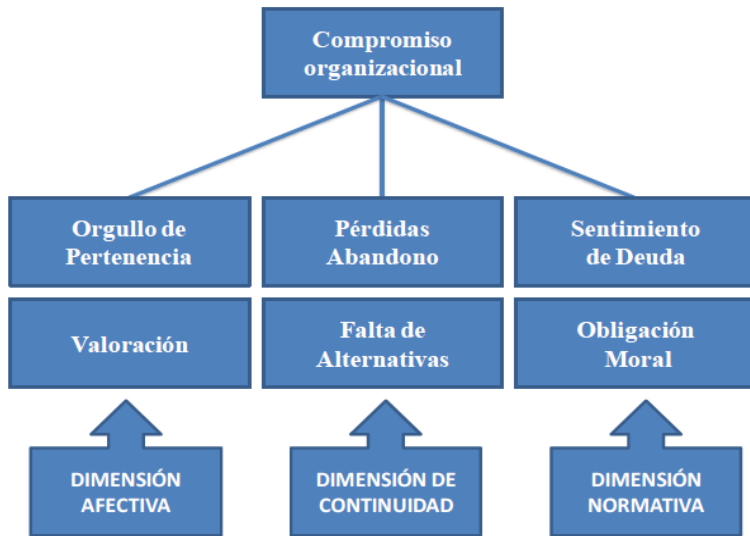 Compromiso
organizacional
Orgullo de
Pertenencia
Pérdidas
Abandono
Sentimiento
de Deuda
Valoración
Falta de
Alternativas
Obligación
Moral
DIMENSIÓN
AFECTIVA
DIMENSIÓN DE
CONTINUIDAD
DIMENSIÓN
NORMATIVA